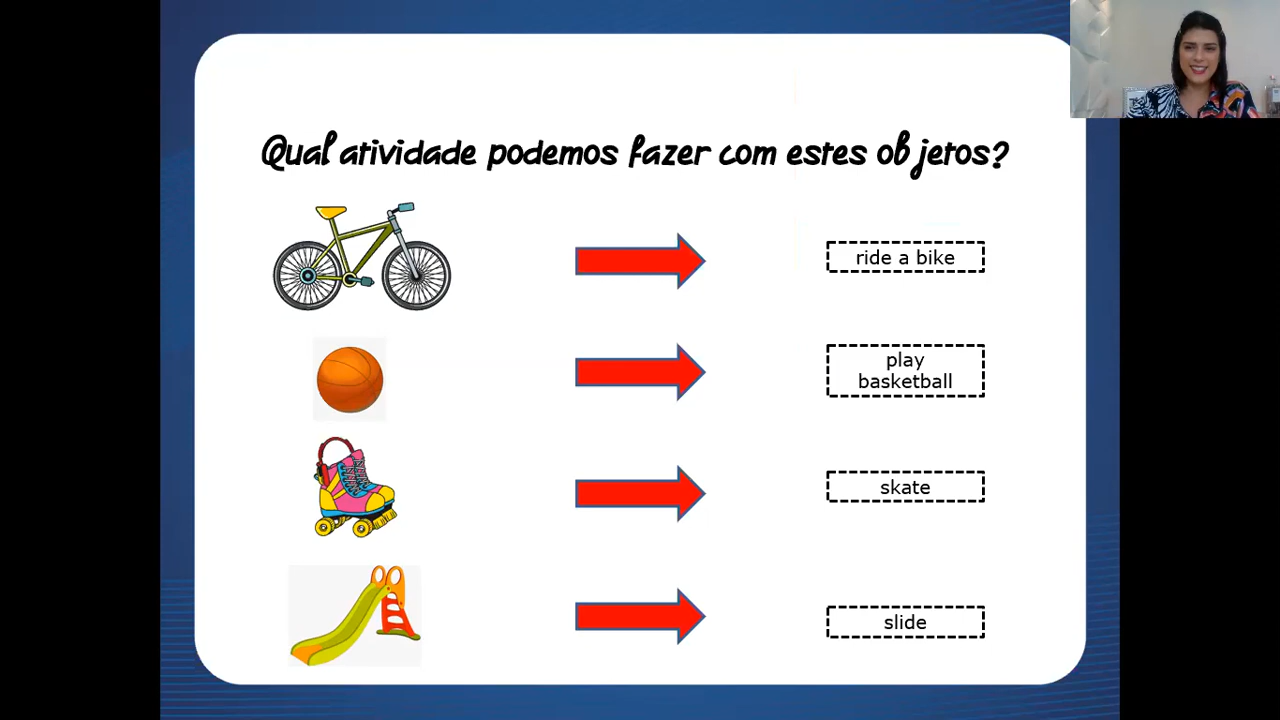 Qual atividade podemos fazer com estes objetos?
ride a bike
play
basketball
skate
slide